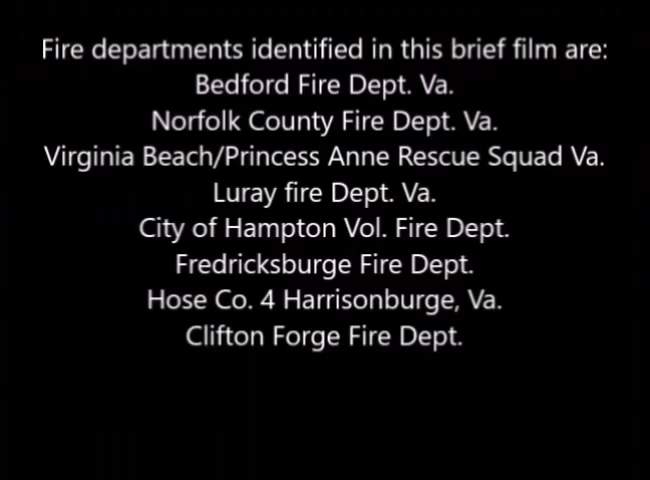 Fire departments identified in this brief film are:
Bedford Fire Dept. Va.
Norfolk County Fire Dept. Va.
Virginia Beach/Princess Anne Rescue Squad Va.
Luray fire Dept. Va.
City of Hampton Vol. Fire Dept.
Fredricksburge Fire Dept.
Hose Co. 4 Harrisonburge, Va.
Clifton Forge Fire Dept.